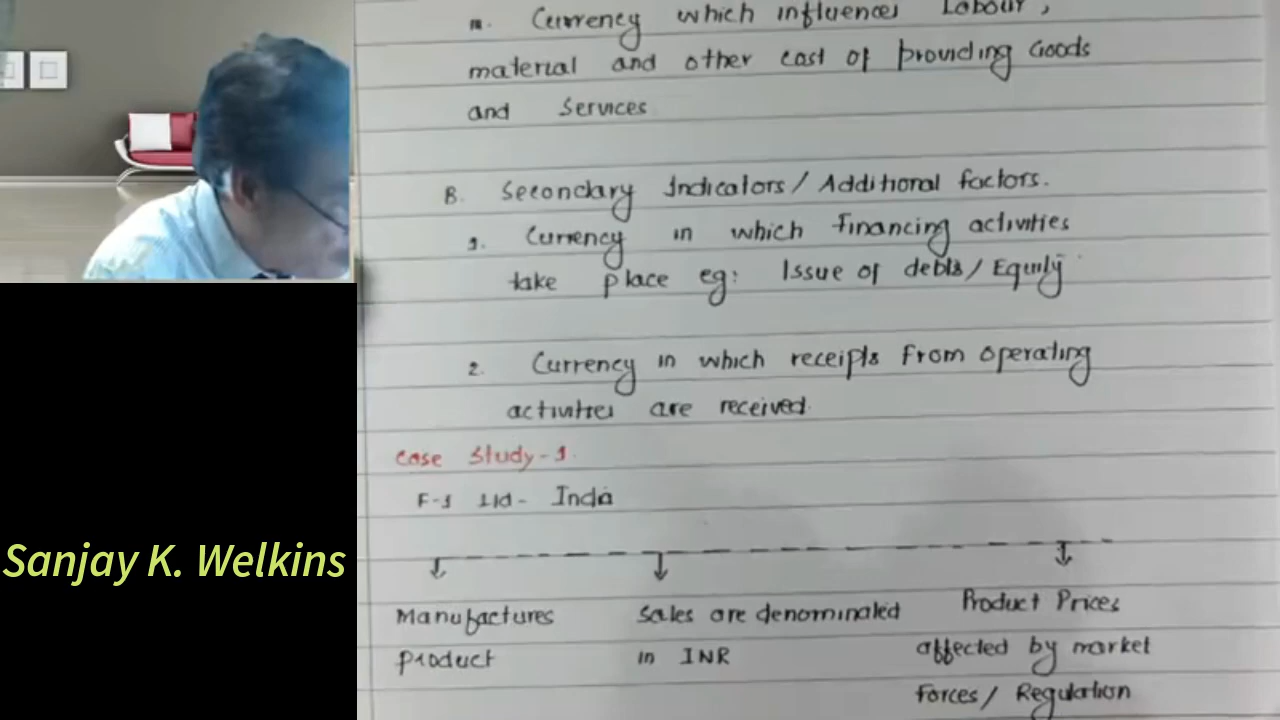 Currency which influences Labour,
material and other cost of providing Goods
and Services
B. Secondary Indicators/ Additional factors.
1. Currency in which financing activities
take place eg: Issue of debts/ Equity
2. Currency in which receipts from operating
activities are received.
Case Study-1.
F-1 Ltd- India
Manufactures
product
Sales are denominated
in INR
Product Prices
affected by market
forces/ Regulation
Sanjay K. Welkins